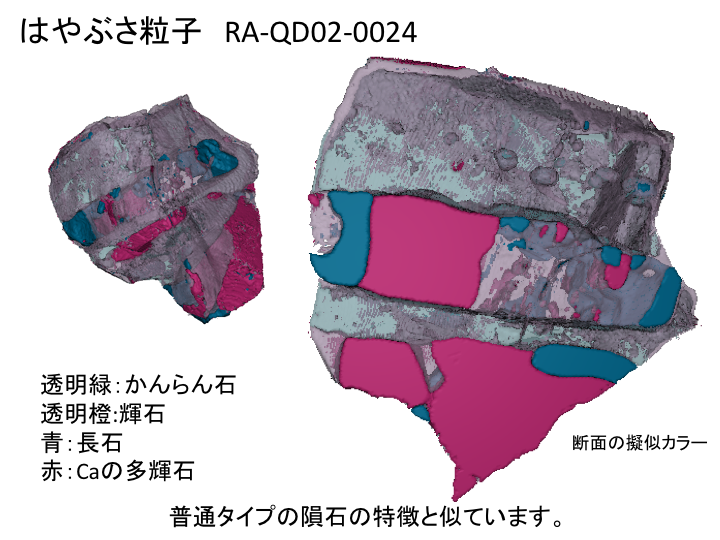 はやぶさ粒子　RA-QD02-0024
透明緑：かんらん石
透明橙:輝石
青：長石
赤：Caの多輝石
断面の擬似カラー
普通タイプの隕石の特徴と似ています。